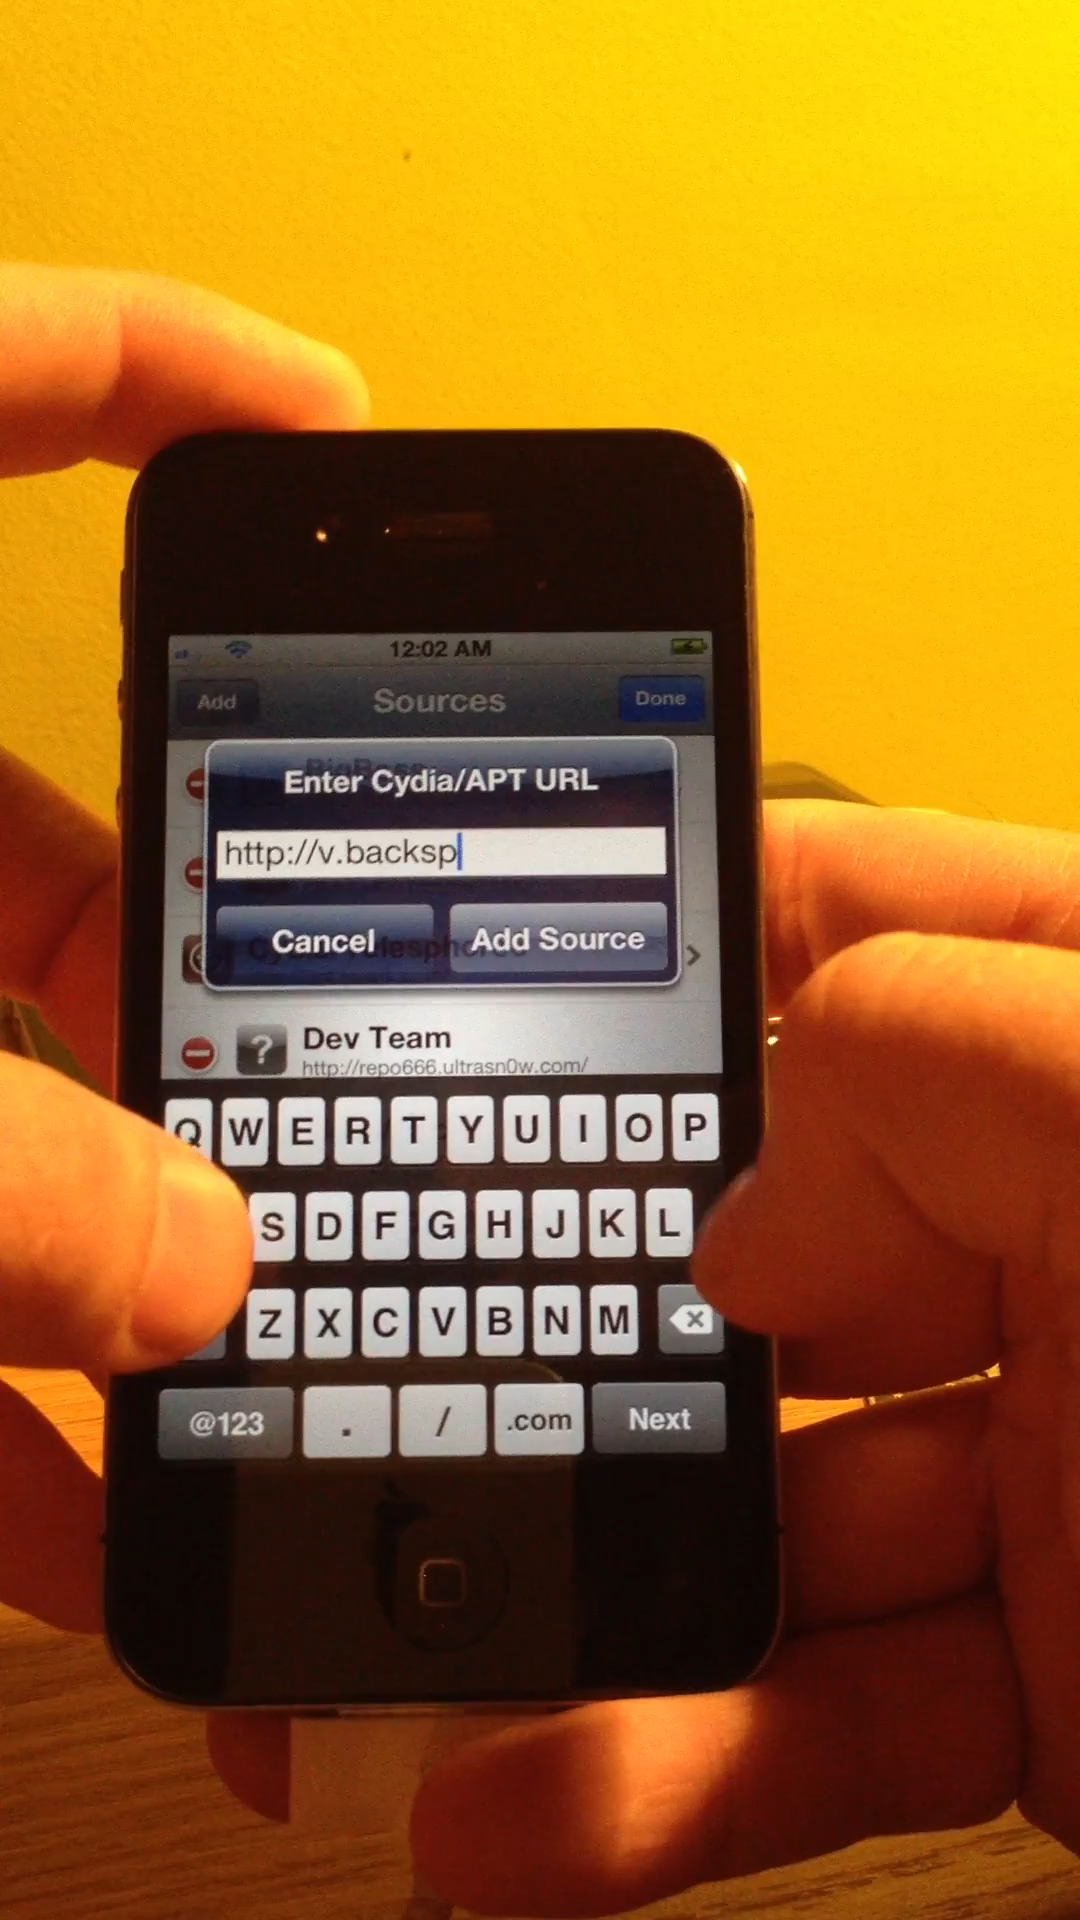 12:02 AM
Add
Sources
Done
BigBoss
Enter Cydia/APT URL
http://v.backsp
Cancel
Add Source
Dev Team
http://repo666.ultrasn0w.com/
Q W E R T Y U I O P
S D F G H J K L
Z X C V B N M
@123 . / .com Next